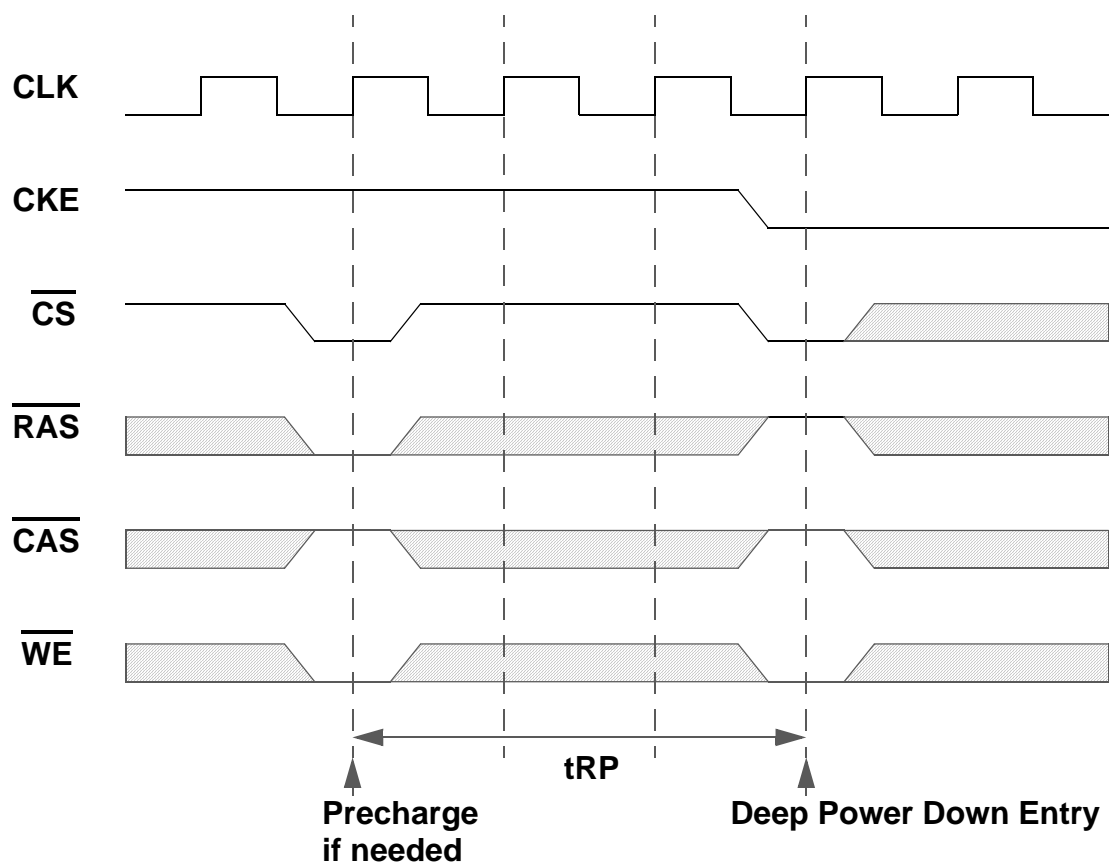 CLK
CKE
CS
RAS
CAS
WE
tRP
Precharge
if needed
Deep Power Down Entry